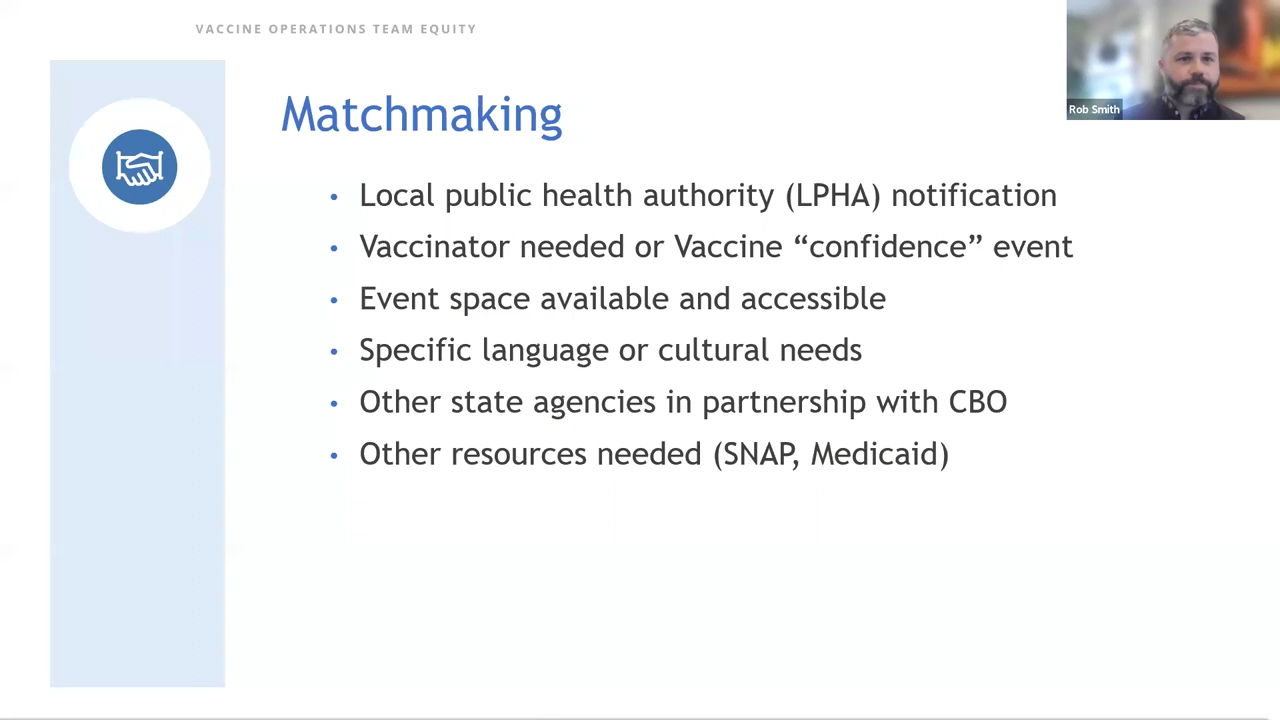 VACCINE OPERATIONS TEAM EQUITY
Rob Smith
Matchmaking
• Local public health authority (LPHA) notification
• Vaccinator needed or Vaccine “confidence” event
• Event space available and accessible
• Specific language or cultural needs
• Other state agencies in partnership with CBO
• Other resources needed (SNAP, Medicaid)